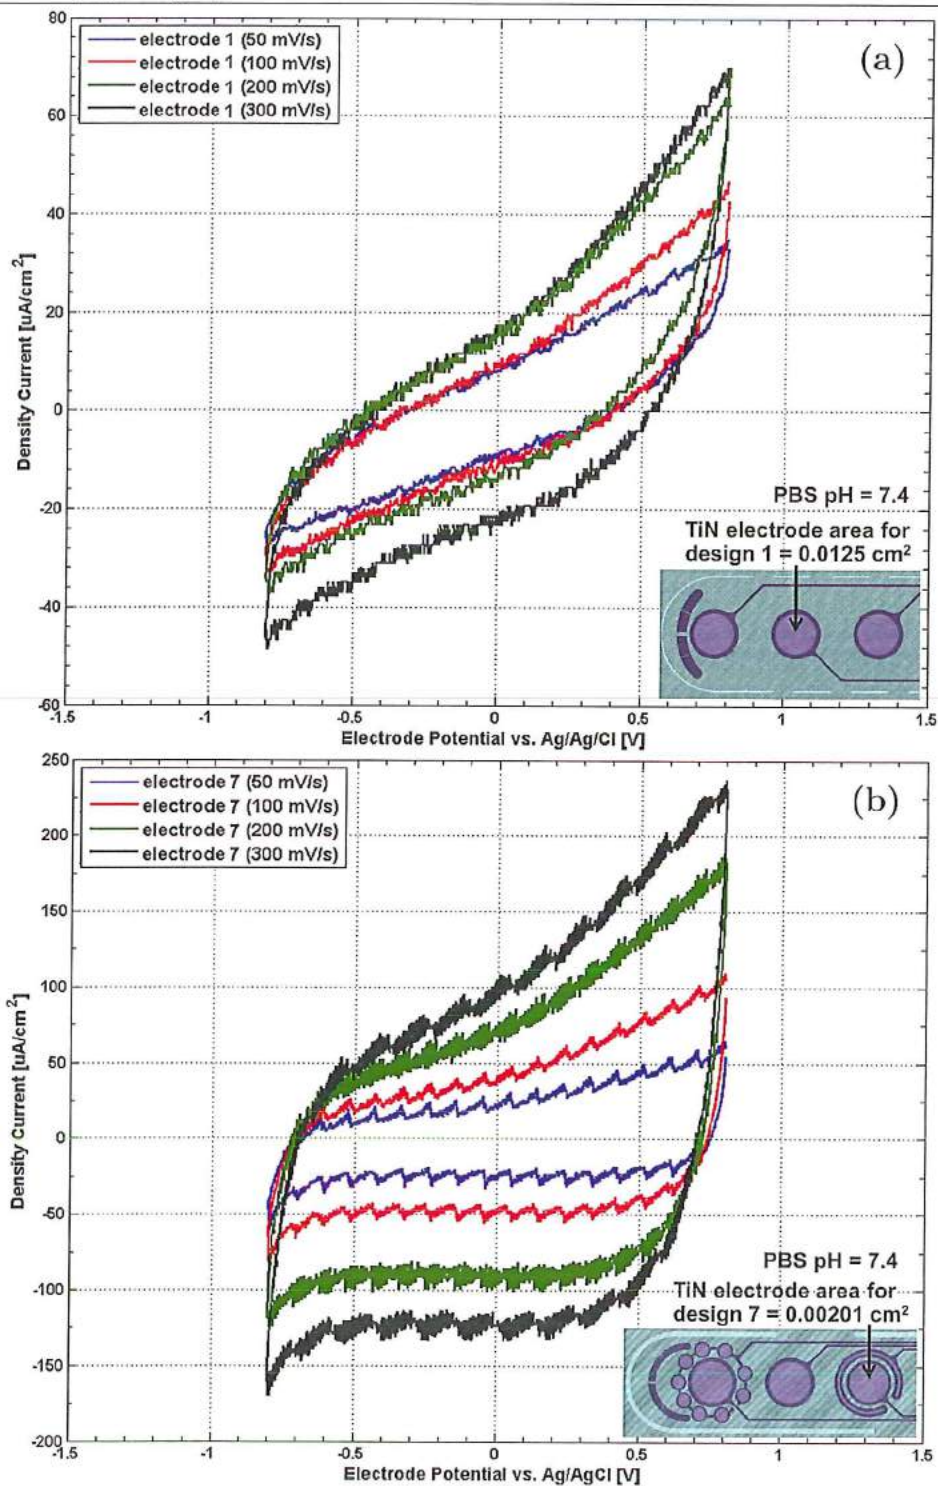 80
60
40
20
0
-20
-40
-60
Density Current [uA/cm²]
electrode 1 (50 mV/s)
electrode 1 (100 mV/s)
electrode 1 (200 mV/s)
electrode 1 (300 mV/s)
(a)
PBS pH = 7.4
TiN electrode area for
design 1 = 0.0125 cm²
-1.5 -1 -0.5 0 0.5 1 1.5
Electrode Potential vs. Ag/Ag/Cl [V]
250
200
150
100
50
0
-50
-100
-150
-200
Density Current [uA/cm²]
electrode 7 (50 mV/s)
electrode 7 (100 mV/s)
electrode 7 (200 mV/s)
electrode 7 (300 mV/s)
(b)
PBS pH = 7.4
TiN electrode area for
design 7 = 0.00201 cm²
-1.5 -1 -0.5 0 0.5 1 1.5
Electrode Potential vs. Ag/AgCl [V]